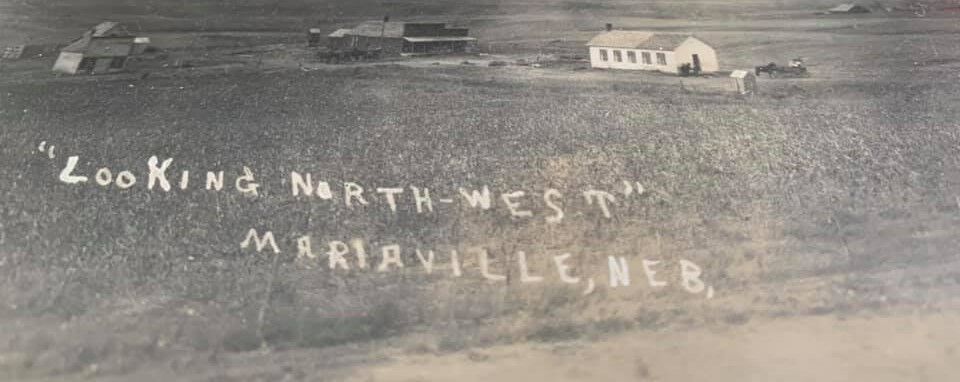 "LOOKING NORTH-WEST"
MARIAVILLE, NEB,